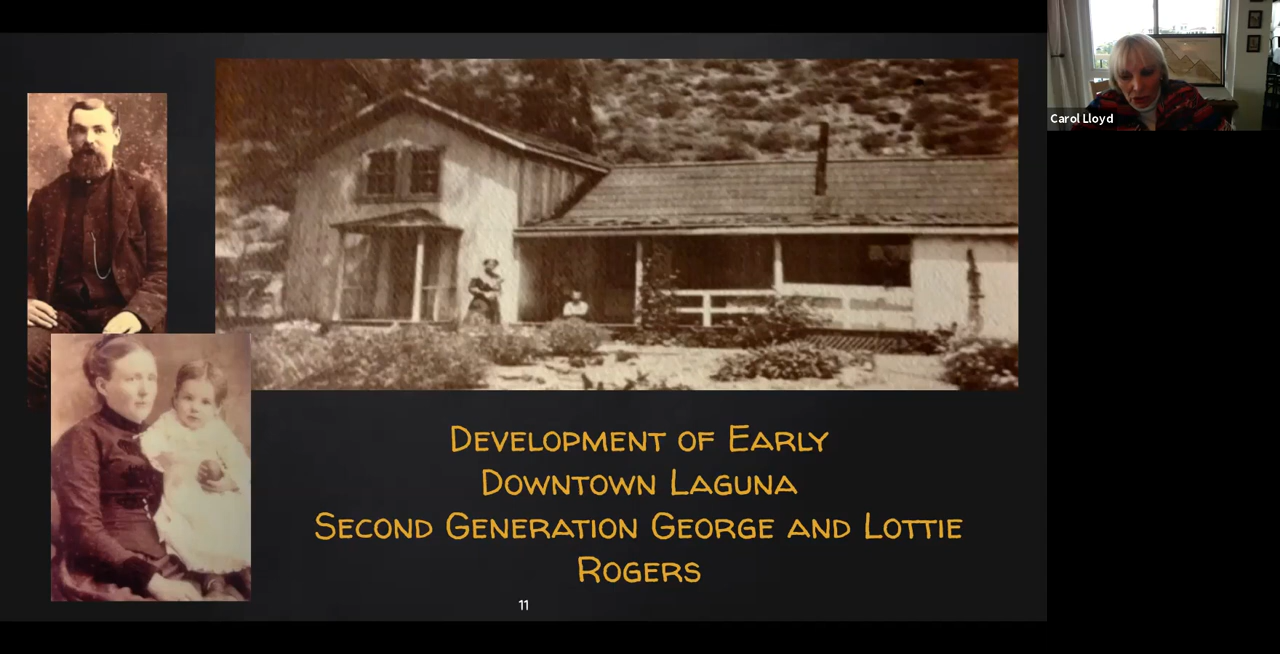 Carol Lloyd
Development of Early
Downtown Laguna
Second Generation George and Lottie
Rogers
11